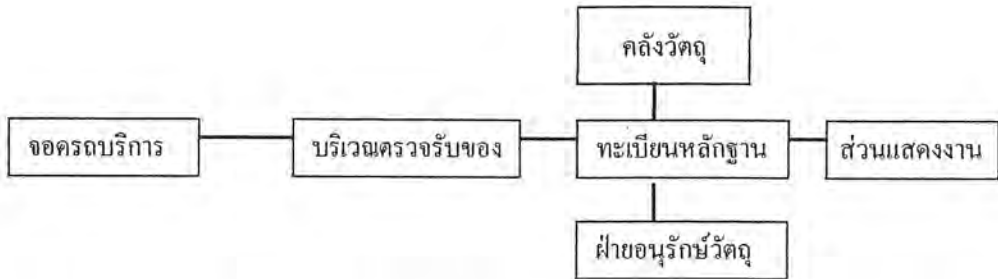 คลังวัตถุ
จอดรถบริการ
บริเวณตรวจรับของ
ทะเบียนหลักฐาน
ส่วนแสดงงาน
ฝ่ายอนุรักษ์วัตถุ